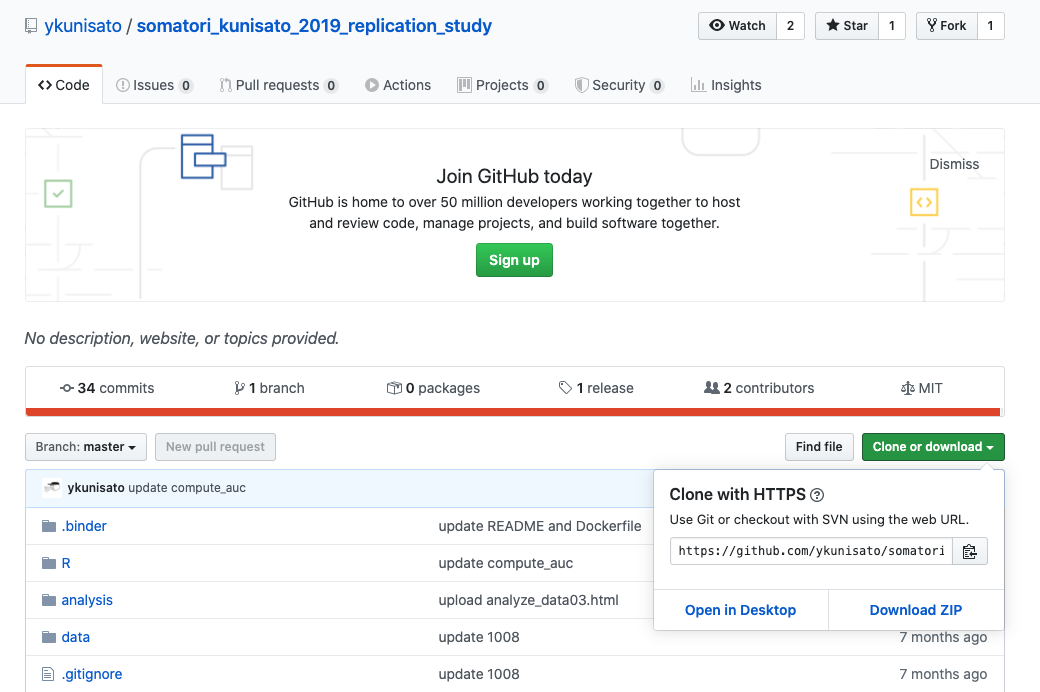 ykunisato / somatori_kunisato_2019_replication_study
Watch 2 Star 1 Fork 1
Code Issues 0 Pull requests 0 Actions Projects 0 Security 0 Insights
Dismiss
Join GitHub today
GitHub is home to over 50 million developers working together to host
and review code, manage projects, and build software together.
Sign up
No description, website, or topics provided.
34 commits 1 branch 0 packages 1 release 2 contributors MIT
Branch: master New pull request Find file Clone or download
ykunisato update compute_auc
.binder update README and Dockerfile
R update compute_auc
analysis upload analyze_data03.html
data update 1008 7 months ago
.gitignore update 1008 7 months ago
Clone with HTTPS
Use Git or checkout with SVN using the web URL.
https://github.com/ykunisato/somatori
Open in Desktop Download ZIP